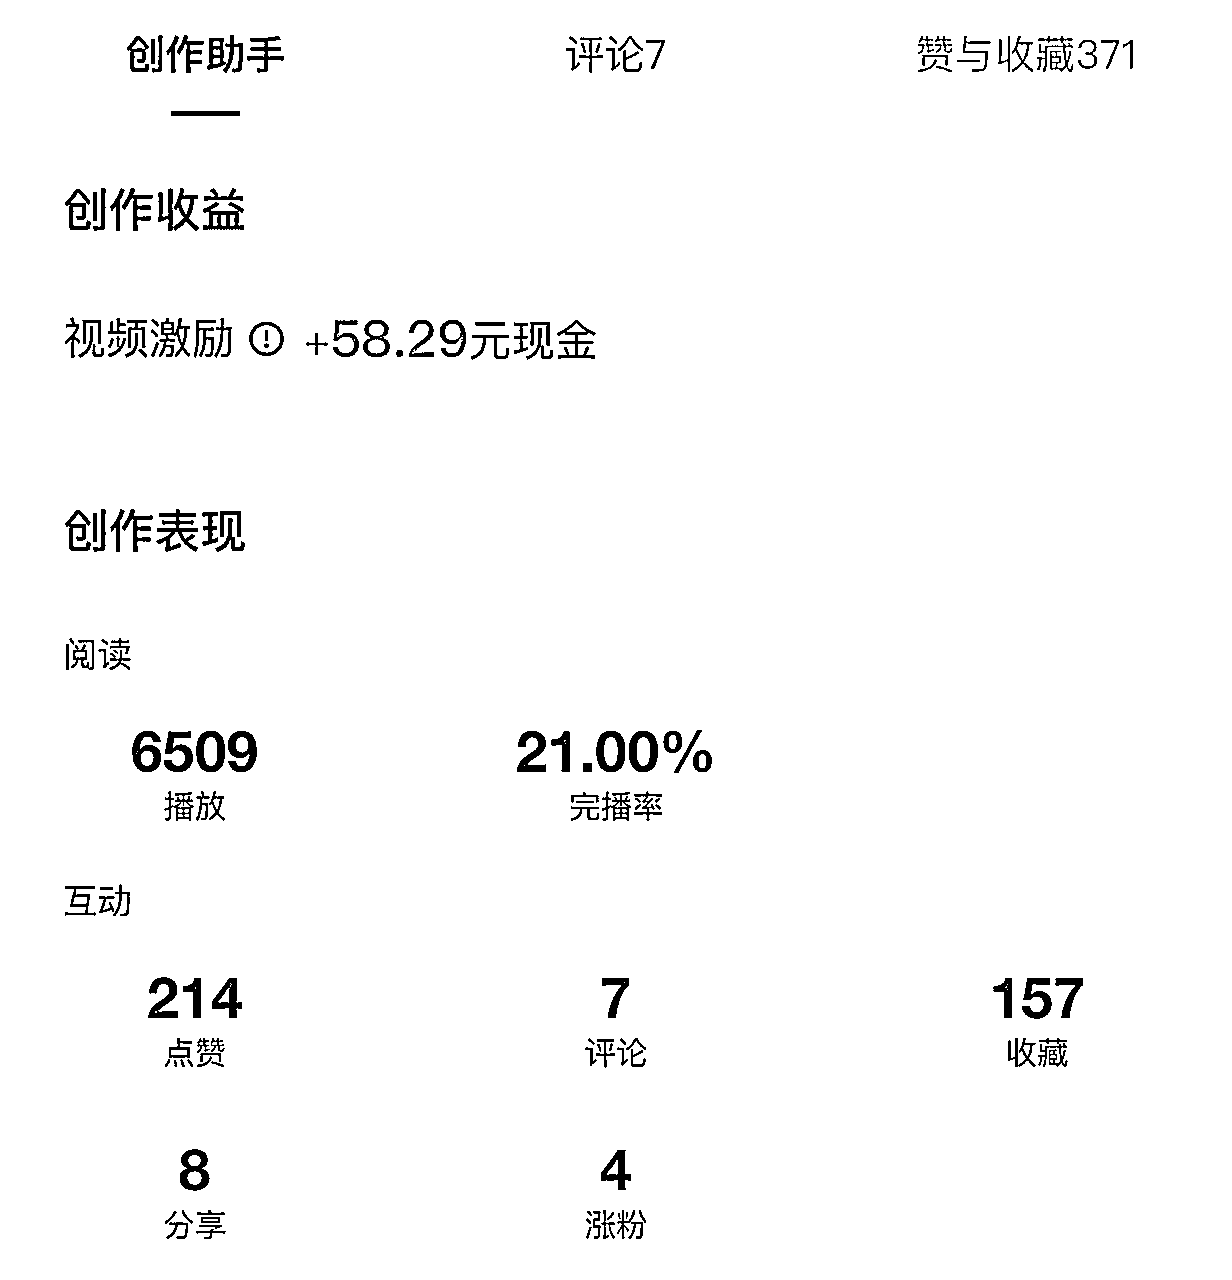 创作助手 评论7 赞与收藏371
创作收益
视频激励 +58.29元现金
创作表现
阅读
6509 21.00%
播放 完播率
互动
214 7 157
点赞 评论 收藏
8 4
分享 涨粉